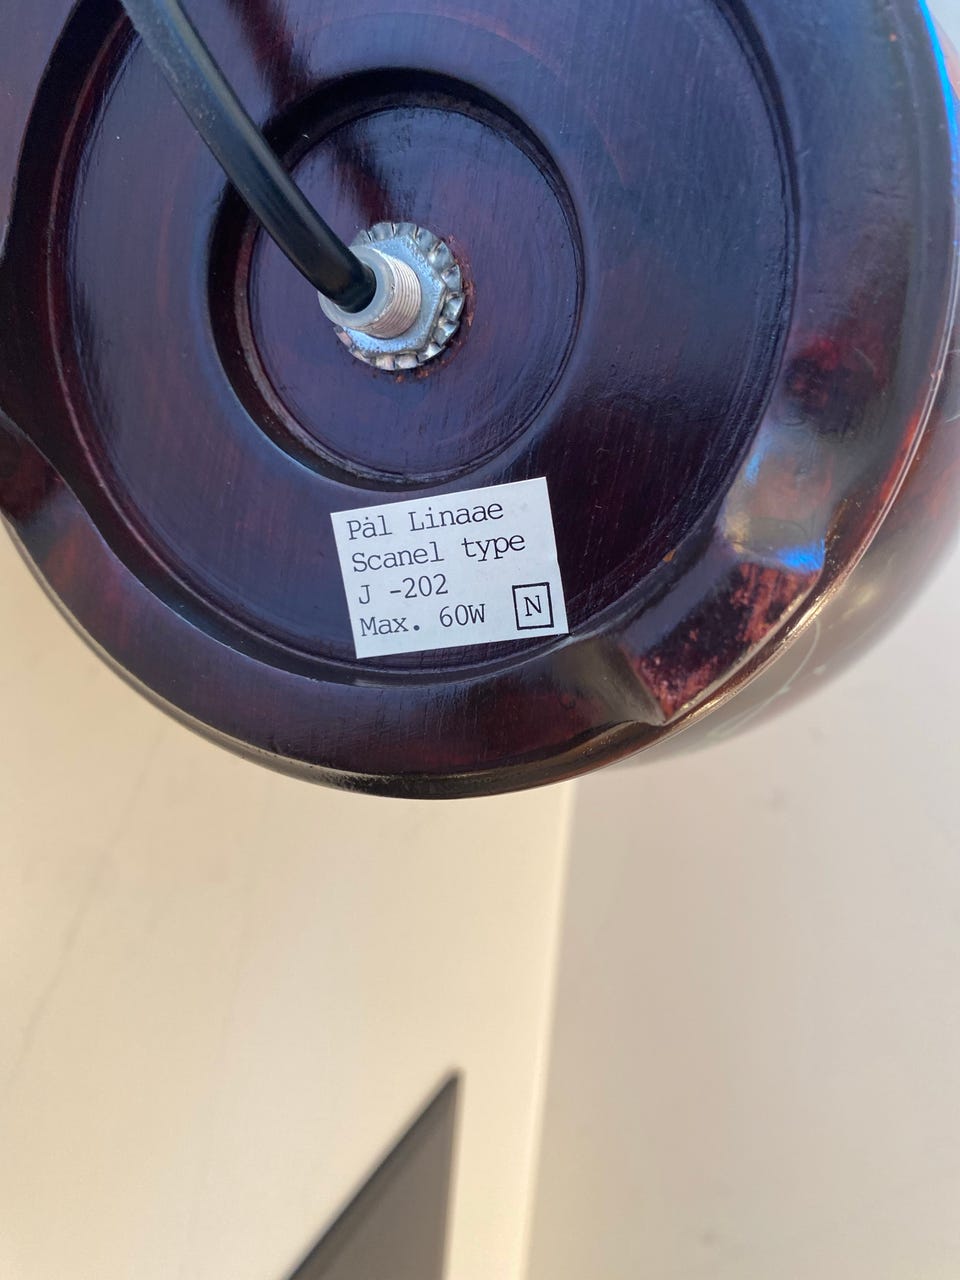 Pål Linaae
Scanel type
J -202
Max. 60W N